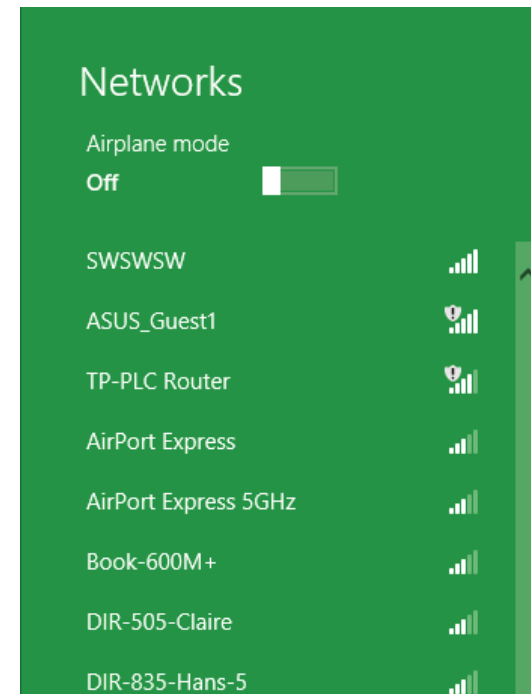 Networks
Airplane mode
Off
SWSWSW
ASUS_Guest1
TP-PLC Router
AirPort Express
AirPort Express 5GHz
Book-600M+
DIR-505-Claire
DIR-835-Hans-5